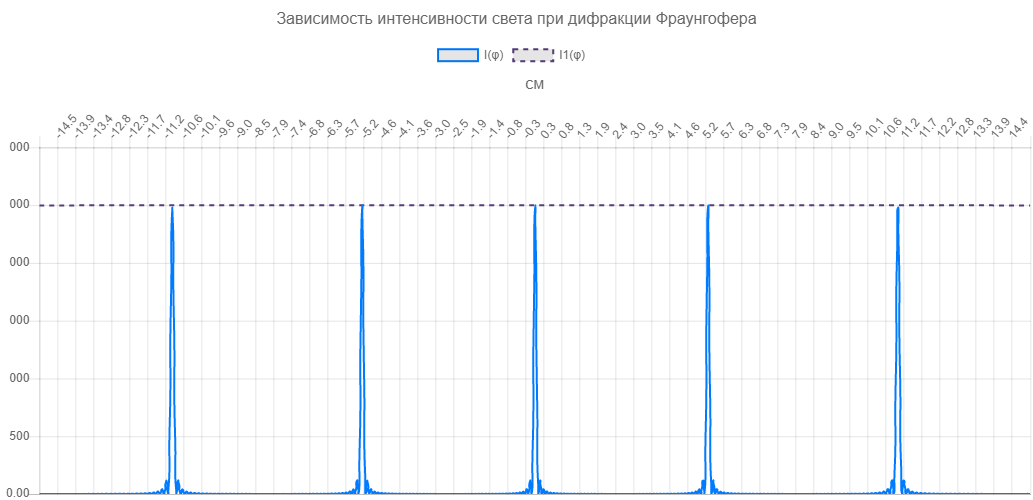 Зависимость интенсивности света при дифракции Фраунгофера
I(φ) I1(φ)
см
-14.5 -13.9 -13.4 -12.8 -12.3 -11.7 -11.2 -10.6 -10.1 -9.6 -9.0 -8.5 -7.9 -7.4 -6.8 -6.3 -5.7 -5.2 -4.6 -4.1 -3.6 -3.0 -2.5 -1.9 -1.4 -0.8 -0.3 0.3 0.8 1.3 1.9 2.4 3.0 3.5 4.1 4.6 5.2 5.7 6.3 6.8 7.3 7.9 8.4 9.0 9.5 10.1 10.6 11.2 11.7 12.2 12.8 13.3 13.9 14.4
000
000
000
000
000
500
0.00